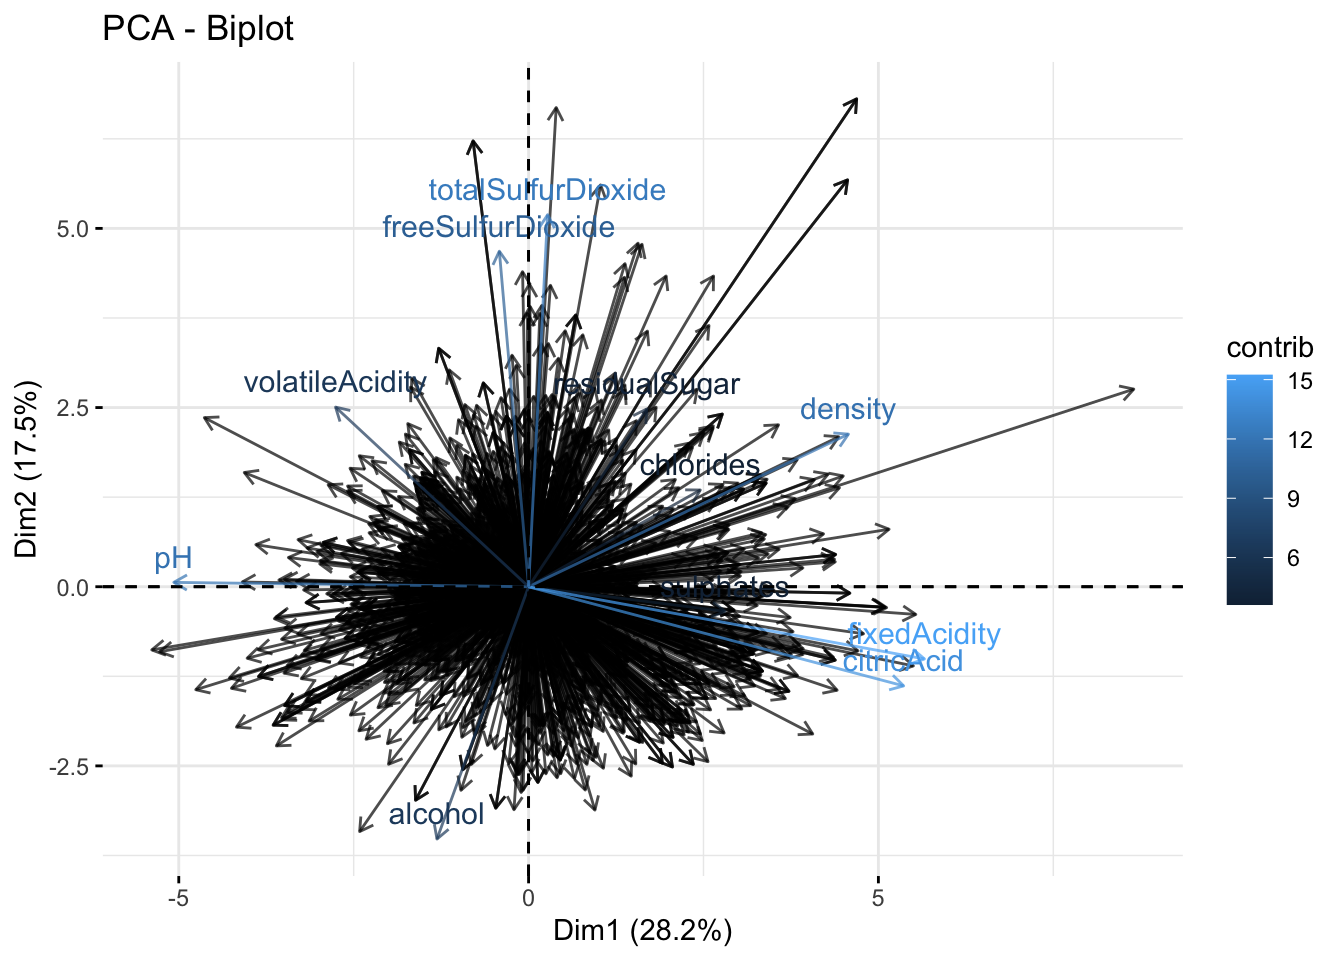 PCA - Biplot
totalSulfurDioxide
freeSulfurDioxide
5.0
contrib
volatileAcidity
residualSugar
15
density
2.5
12
chlorides
9
Dim2 (17.5%)
pH
6
0.0
sulphates
fixedAcidity
citricAcid
-2.5
alcohol
-5
0
5
Dim1 (28.2%)